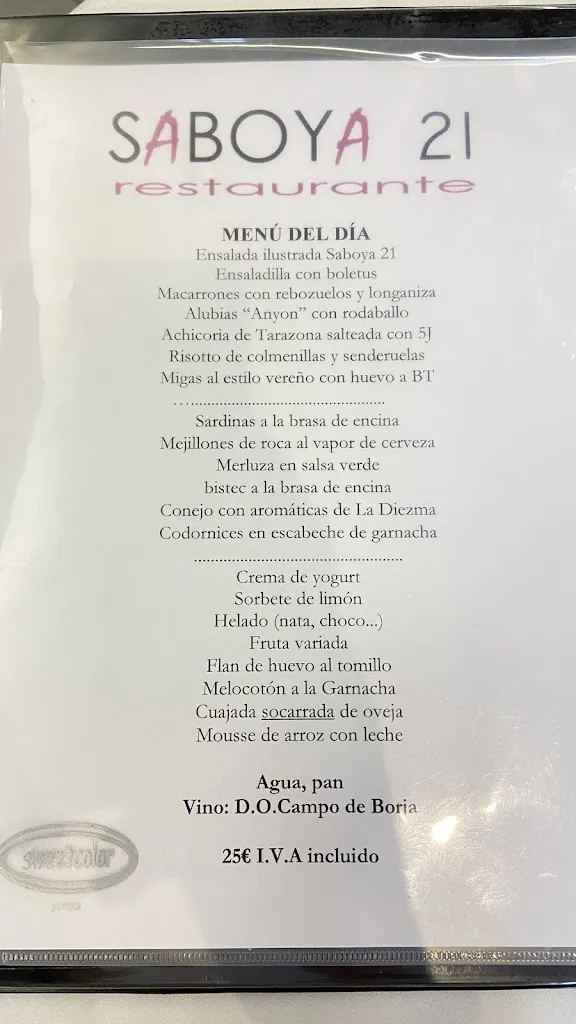 SABOYA 21
restaurante
MENÚ DEL DÍA
Ensalada ilustrada Saboya 21
Ensaladilla con boletus
Macarrones con rebozuelos y longaniza
Alubias “Anyon” con rodaballo
Achicoria de Tarazona salteada con 5J
Risotto de colmenillas y senderuelas
Migas al estilo vereño con huevo a BT
........................................
Sardinas a la brasa de encina
Mejillones de roca al vapor de cerveza
Merluza en salsa verde
bistec a la brasa de encina
Conejo con aromáticas de La Diezma
Codornices en escabeche de garnacha
........................................
Crema de yogurt
Sorbete de limón
Helado (nata, choco...)
Fruta variada
Flan de huevo al tomillo
Melocotón a la Garnacha
Cuajada socarrada de oveja
Mousse de arroz con leche
Agua, pan
Vino: D.O.Campo de Borja
25€ I.V.A incluido